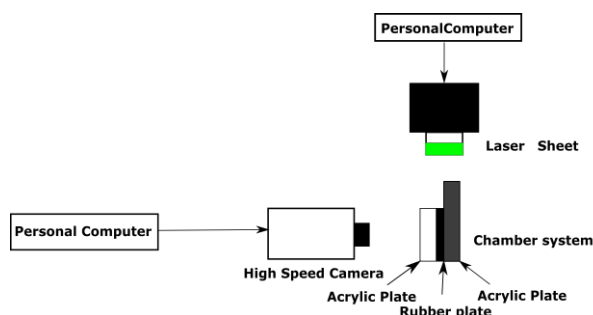 PersonalComputer
Laser Sheet
Personal Computer
Chamber system
High Speed Camera
Acrylic Plate
Acrylic Plate
Rubber plate